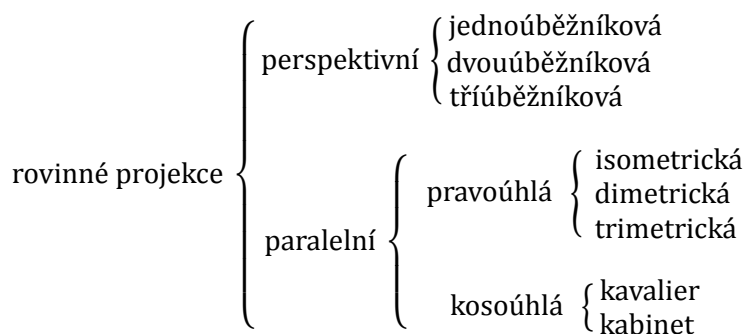 rovinné projekce
perspektivní
jednoúběžníková
dvouúběžníková
tříúběžníková
paralelní
pravoúhlá
isometrická
dimetrická
trimetrická
kosoúhlá
kavalier
kabinet